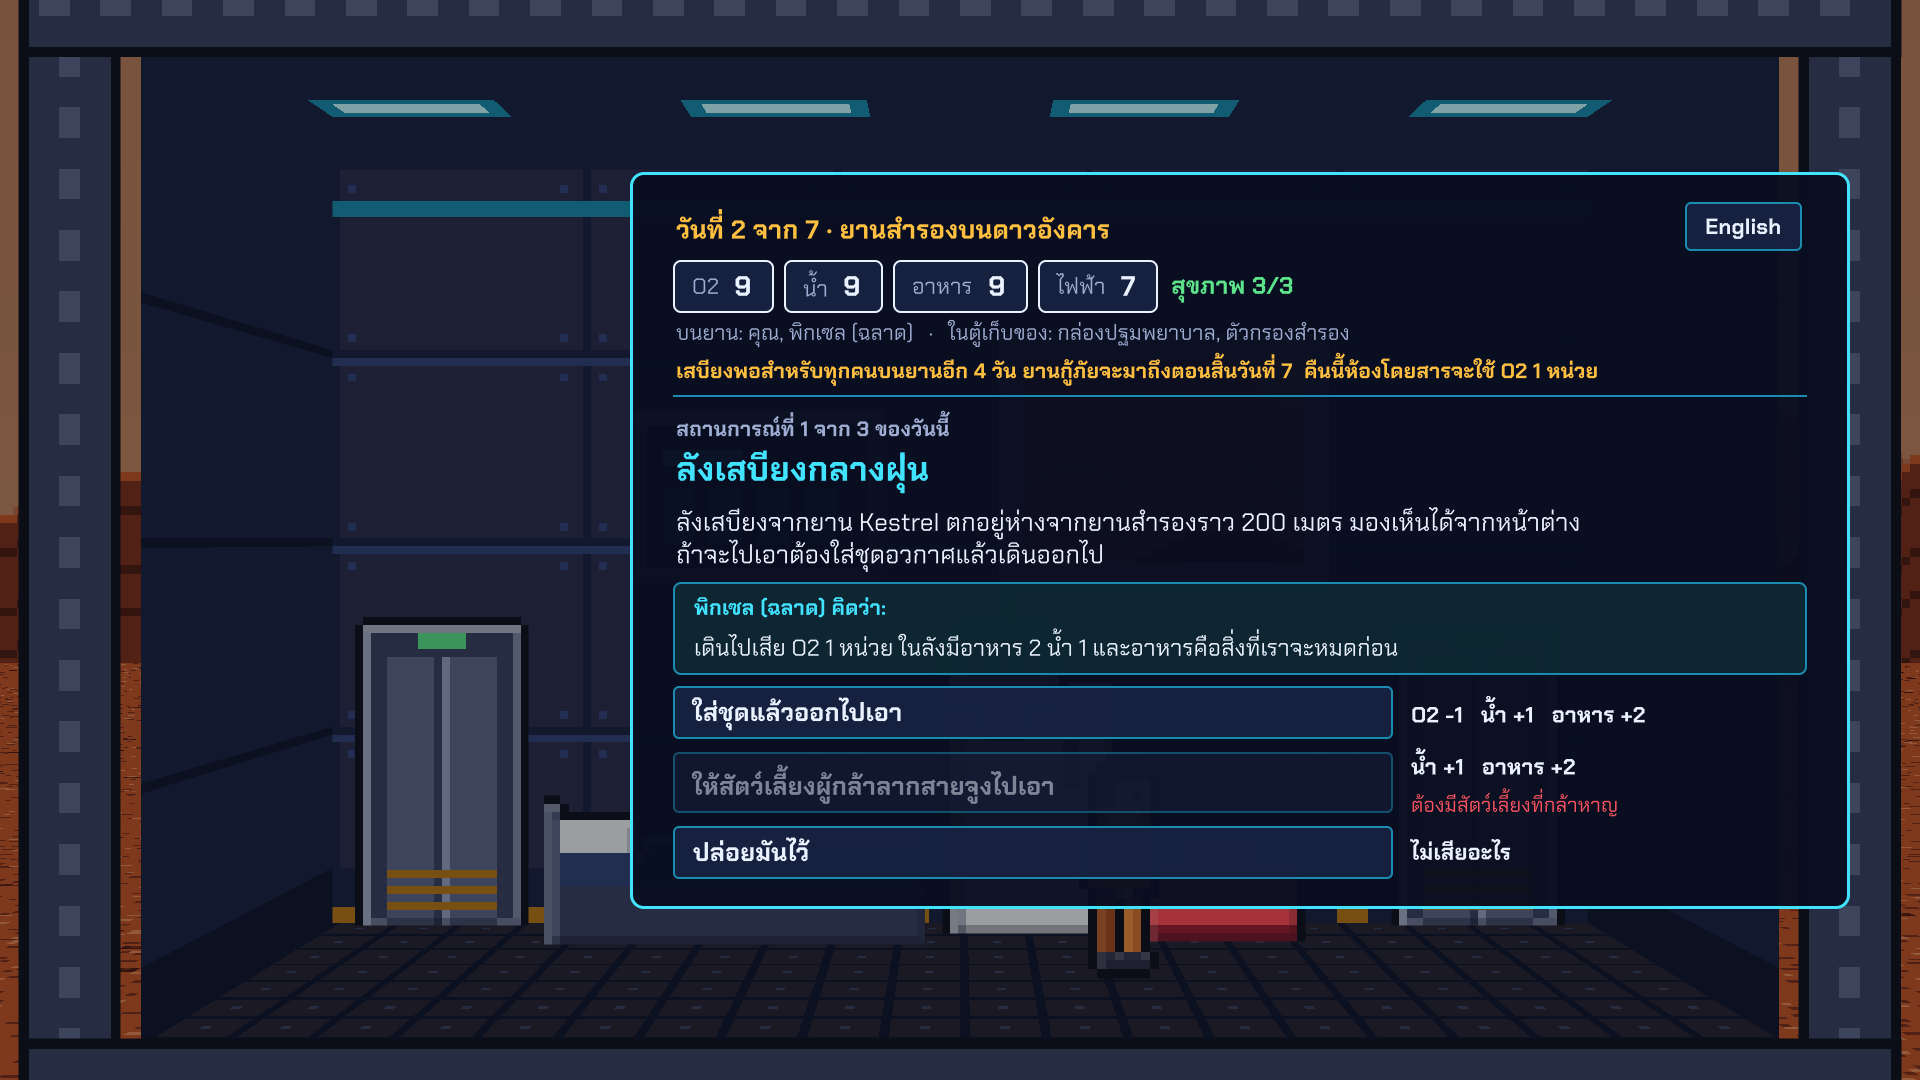 วันที่ 2 จาก 7 · ยานสำรองบนดาวอังคาร
English
O2 9 น้ำ 9 อาหาร 9 ไฟฟ้า 7 สุขภาพ 3/3
บนยาน: คุณ, พิกเซล (ฉลาด) · ในตู้เก็บของ: กล่องปฐมพยาบาล, ตัวกรองสำรอง
เสบียงพอสำหรับทุกคนบนยานอีก 4 วัน ยานกู้ภัยจะมาถึงตอนสิ้นวันที่ 7 คืนนี้ห้องโดยสารจะใช้ O2 1 หน่วย
สถานการณ์ที่ 1 จาก 3 ของวันนี้
ลังเสบียงกลางฝุ่น
ลังเสบียงจากยาน Kestrel ตกอยู่ห่างจากยานสำรองราว 200 เมตร มองเห็นได้จากหน้าต่าง
ถ้าจะไปเอาต้องใส่ชุดอวกาศแล้วเดินออกไป
พิกเซล (ฉลาด) คิดว่า:
เดินไปเสีย O2 1 หน่วย ในลังมีอาหาร 2 น้ำ 1 และอาหารคือสิ่งที่เราจะหมดก่อน
ใส่ชุดแล้วออกไปเอา
O2 -1 น้ำ +1 อาหาร +2
ให้สัตว์เลี้ยงผู้กล้าลากสายจูงไปเอา
น้ำ +1 อาหาร +2
ต้องมีสัตว์เลี้ยงที่กล้าหาญ
ปล่อยมันไว้
ไม่เสียอะไร